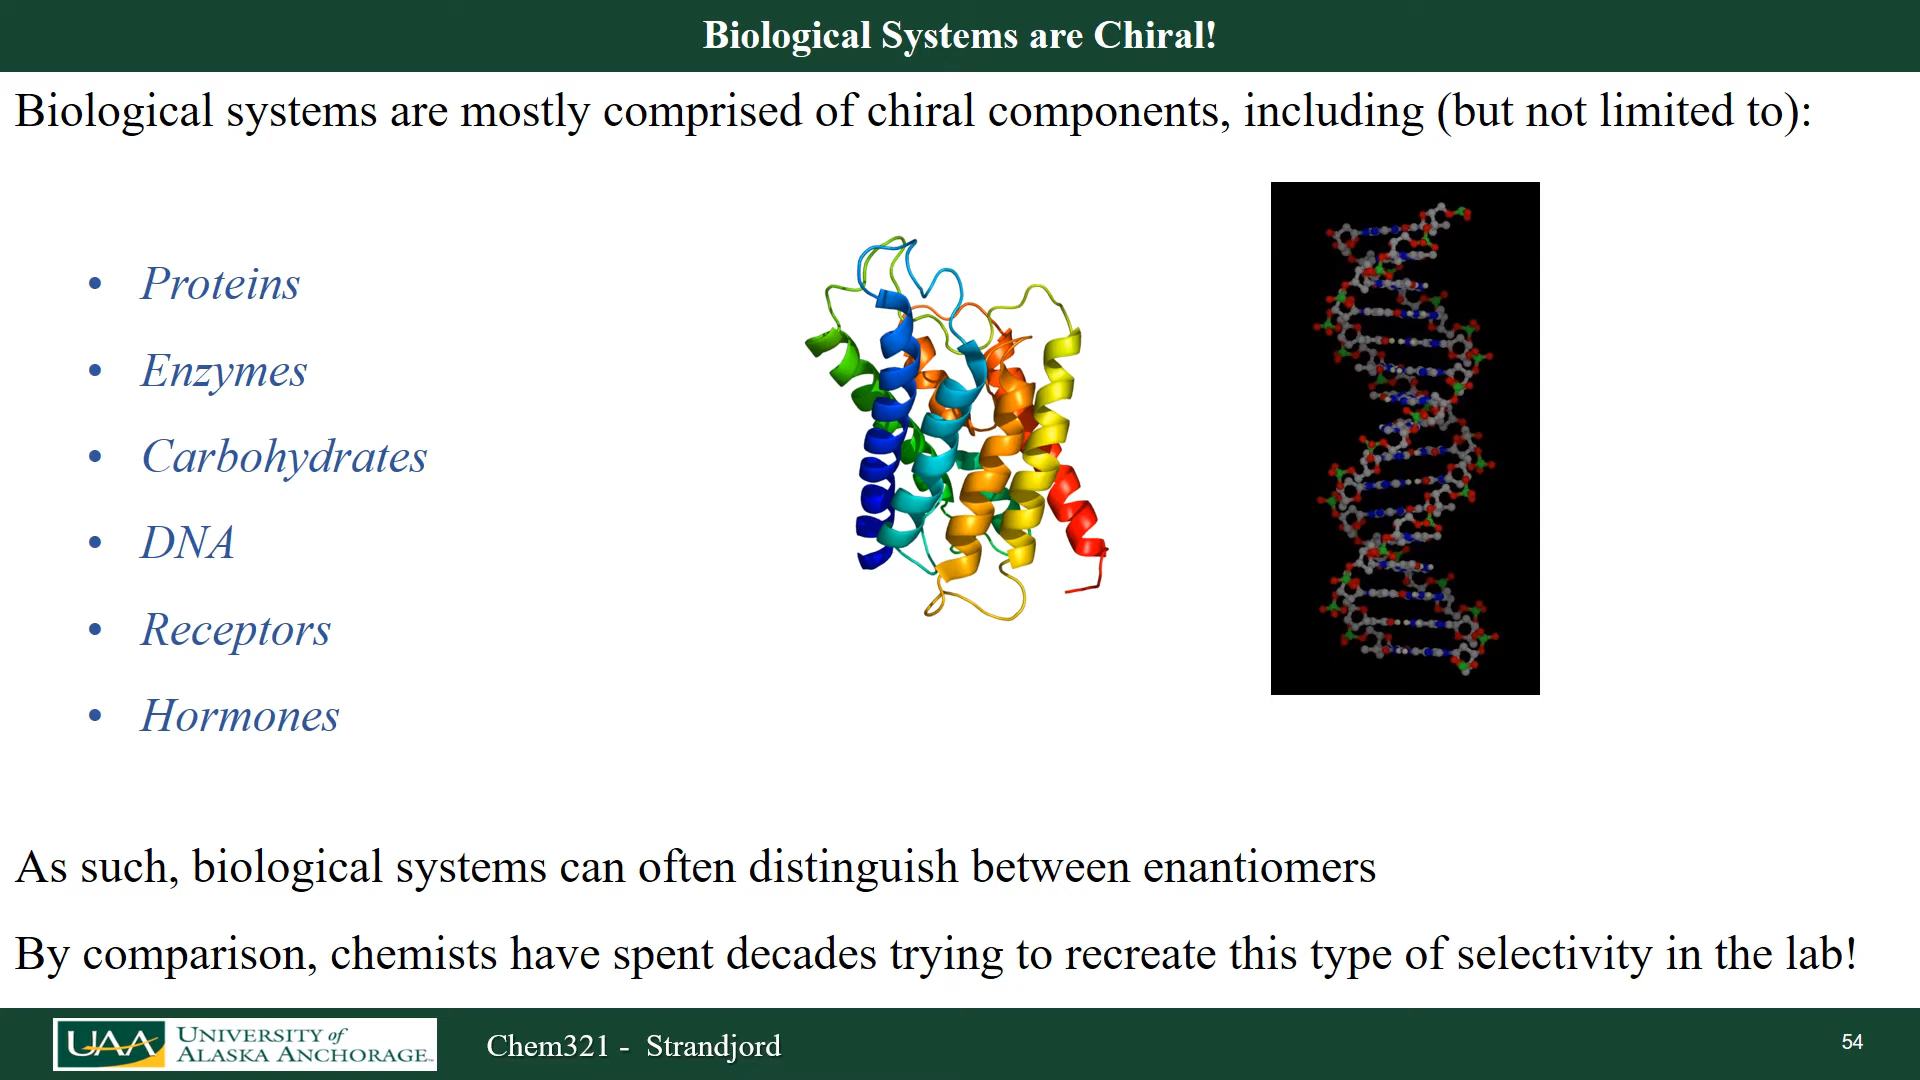 Biological Systems are Chiral!
Biological systems are mostly comprised of chiral components, including (but not limited to):
• Proteins
• Enzymes
• Carbohydrates
• DNA
• Receptors
• Hormones
As such, biological systems can often distinguish between enantiomers
By comparison, chemists have spent decades trying to recreate this type of selectivity in the lab!
UAA UNIVERSITY of
ALASKA ANCHORAGE™
Chem321 - Strandjord
54